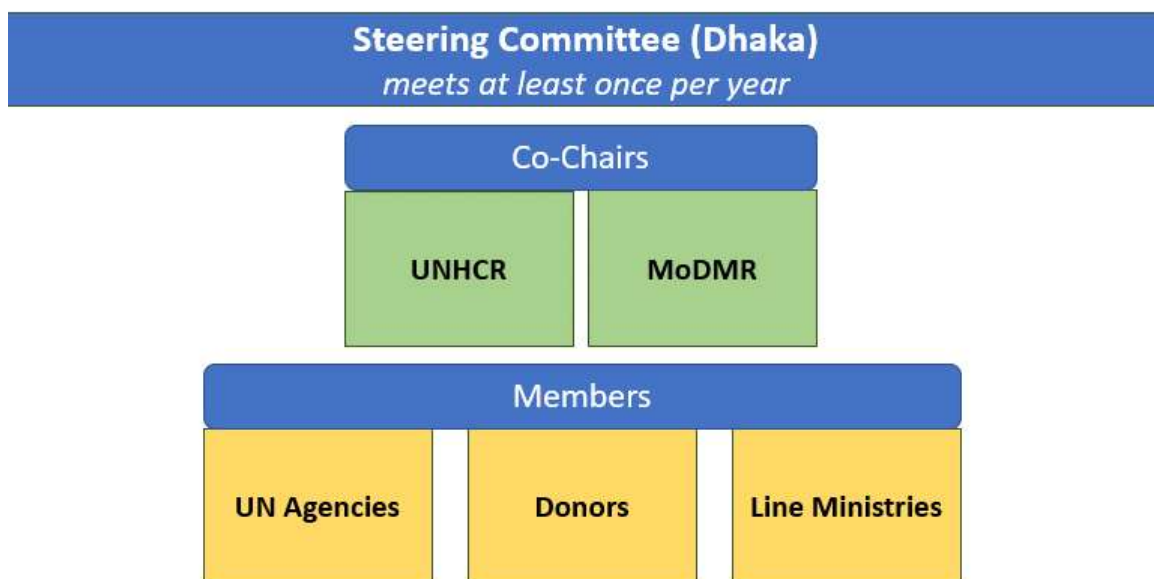 Steering Committee (Dhaka)
meets at least once per year
Co-Chairs
UNHCR
MoDMR
Members
UN Agencies
Donors
Line Ministries